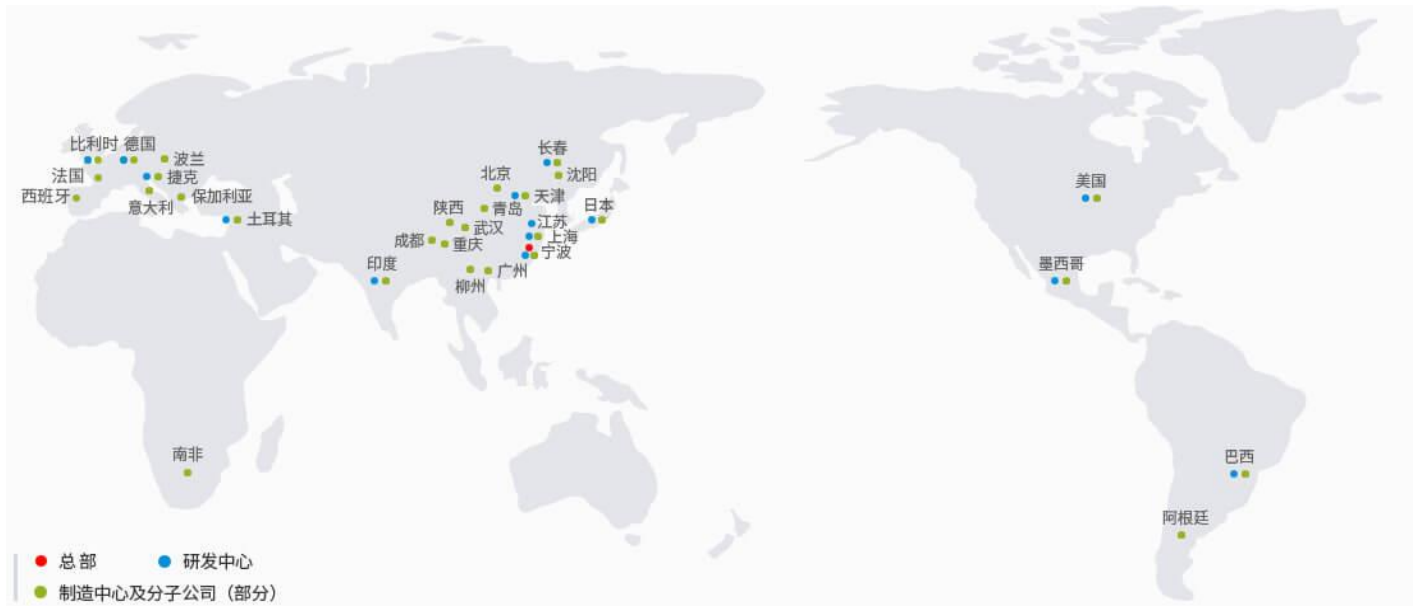 比利时 德国
波兰
法国
捷克
西班牙
意大利
保加利亚
土耳其
长春
北京
沈阳
天津
青岛
陕西
武汉
江苏
日本
成都
重庆
上海
宁波
印度
柳州
广州
美国
墨西哥
南非
巴西
阿根廷
总部
研发中心
制造中心及分子公司（部分）